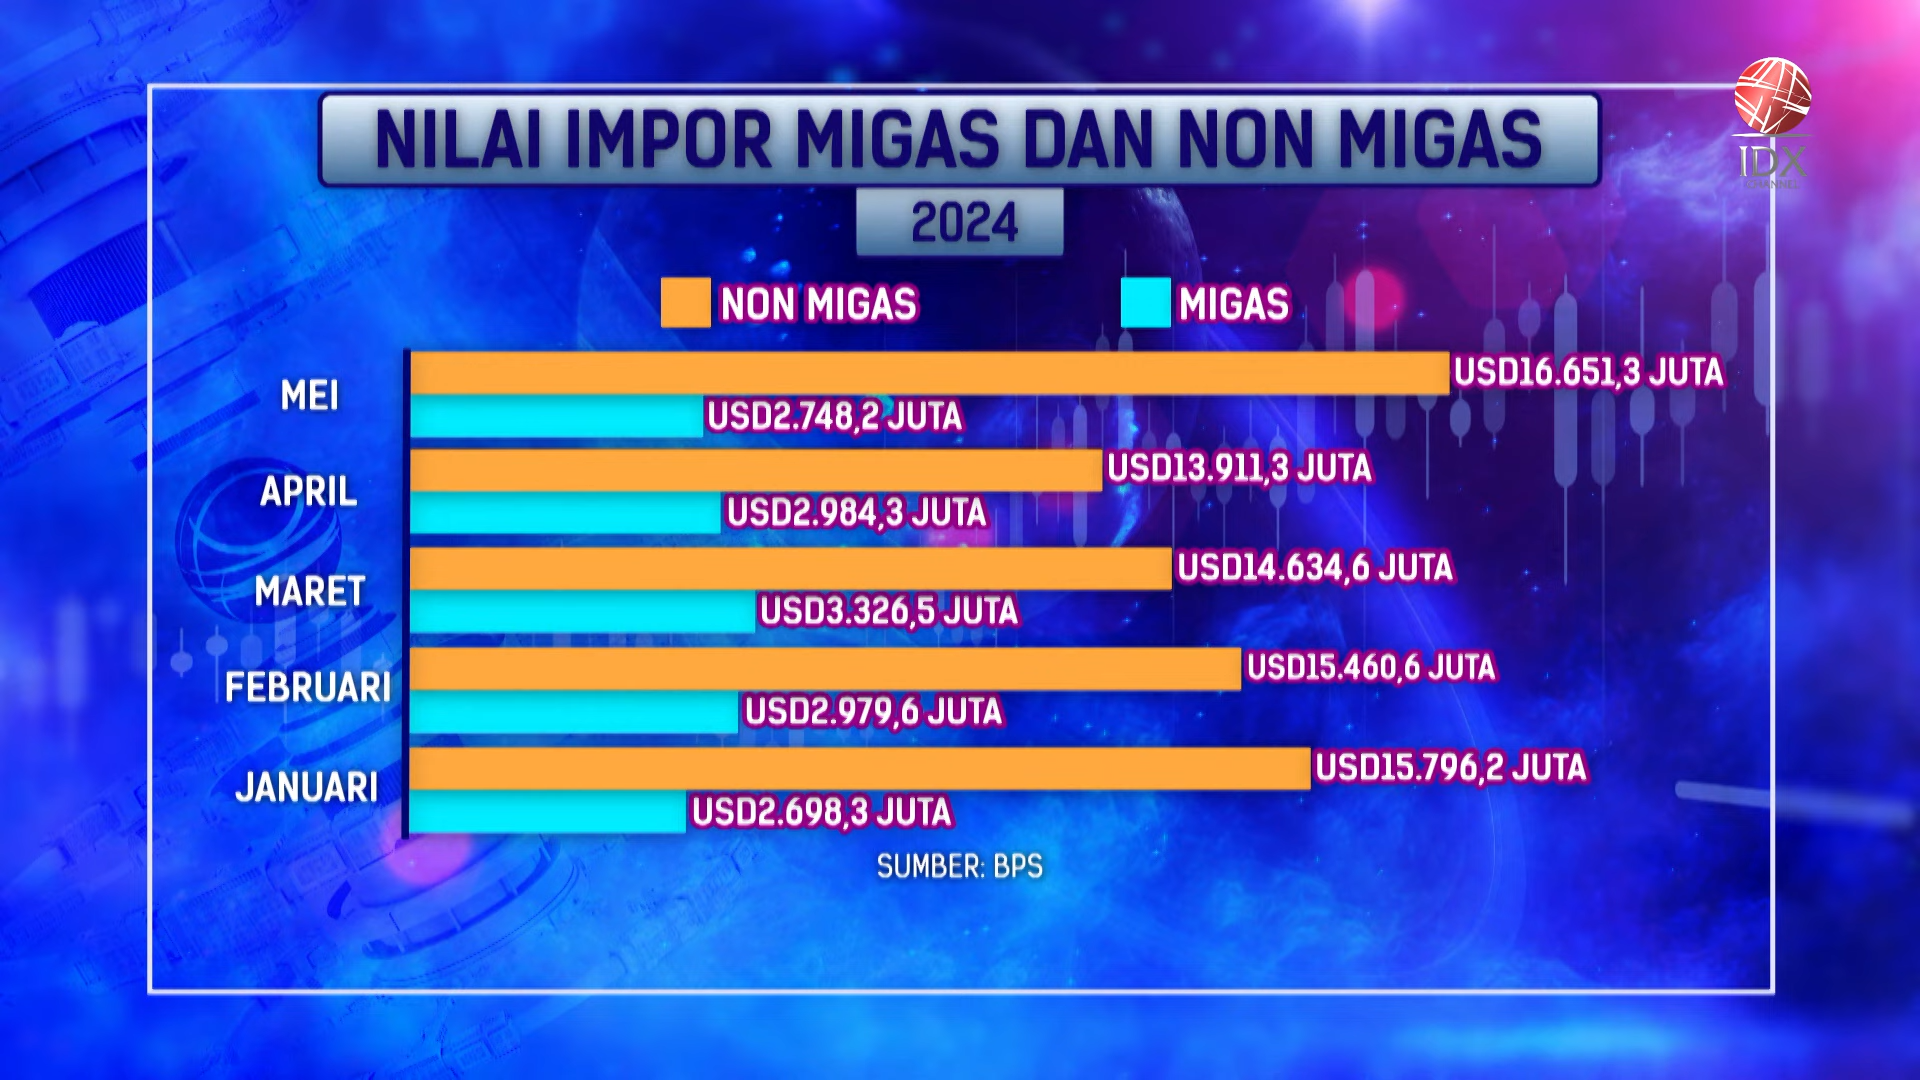 NILAI IMPOR MIGAS DAN NON MIGAS
IDX
CHANNEL
2024
NON MIGAS
MIGAS
MEI
USD16.651,3 JUTA
USD2.748,2 JUTA
APRIL
USD13.911,3 JUTA
USD2.984,3 JUTA
MARET
USD14.634,6 JUTA
USD3.326,5 JUTA
FEBRUARI
USD15.460,6 JUTA
USD2.979,6 JUTA
JANUARI
USD15.796,2 JUTA
USD2.698,3 JUTA
SUMBER: BPS